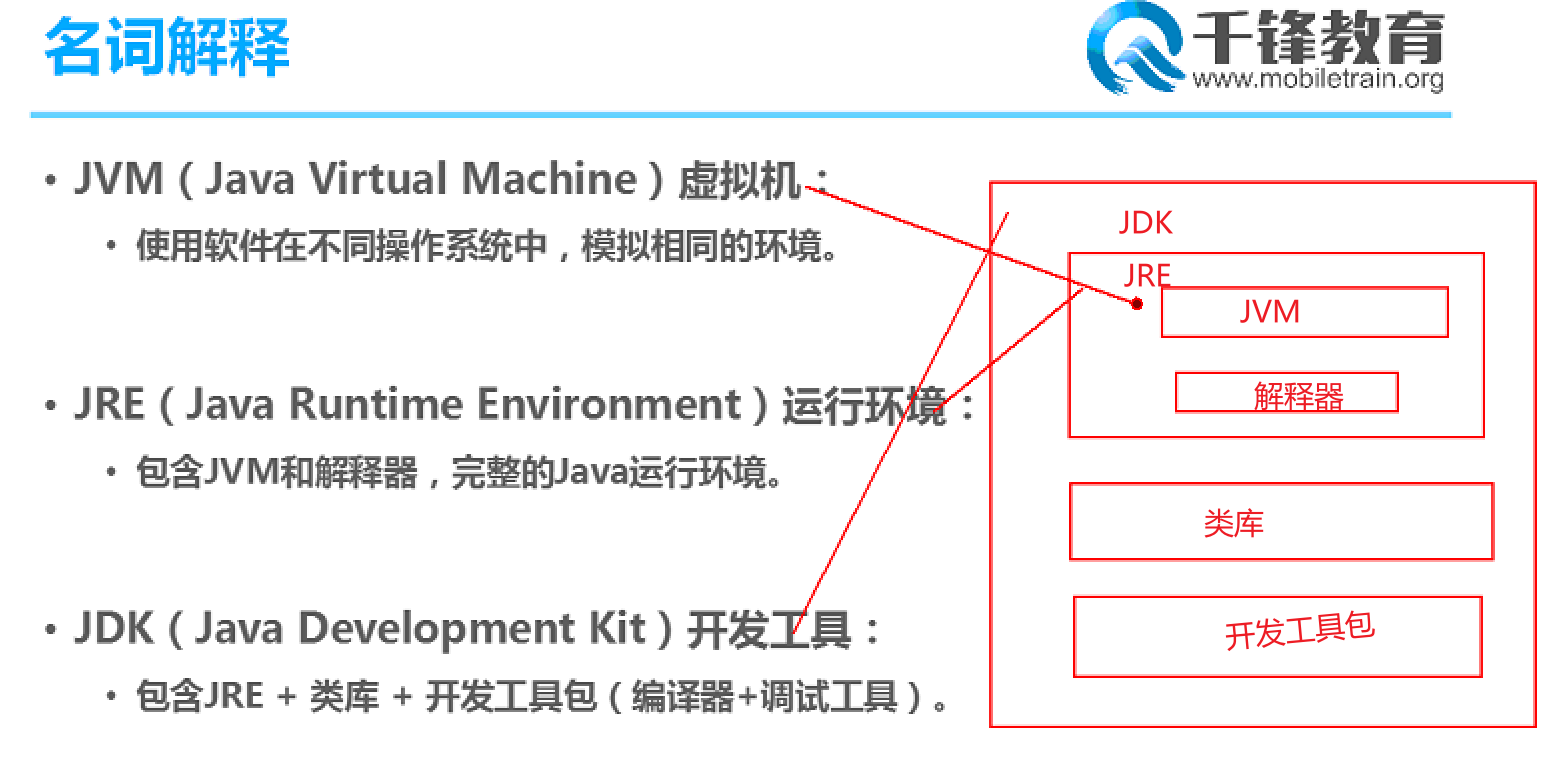 名词解释
千锋教育
www.mobiletrain.org
• JVM（Java Virtual Machine）虚拟机：
• 使用软件在不同操作系统中，模拟相同的环境。
• JRE（Java Runtime Environment）运行环境：
• 包含JVM和解释器，完整的Java运行环境。
• JDK（Java Development Kit）开发工具：
• 包含JRE + 类库 + 开发工具包（编译器+调试工具）。
JDK
JRE
JVM
解释器
类库
开发工具包